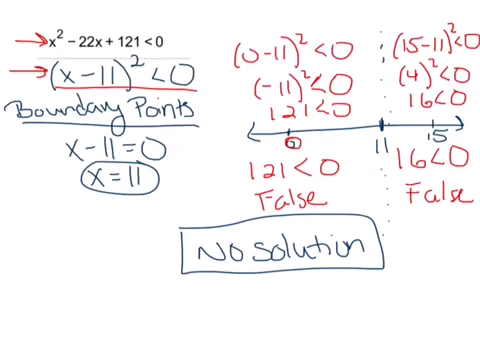 x² - 22x + 121 < 0
(x - 11)² < 0
Boundary Points
x - 11 = 0
x = 11
(0 - 11)² < 0
(-11)² < 0
121 < 0
(15 - 11)² < 0
(4)² < 0
16 < 0
0 11 15
121 < 0
False
16 < 0
False
No solution